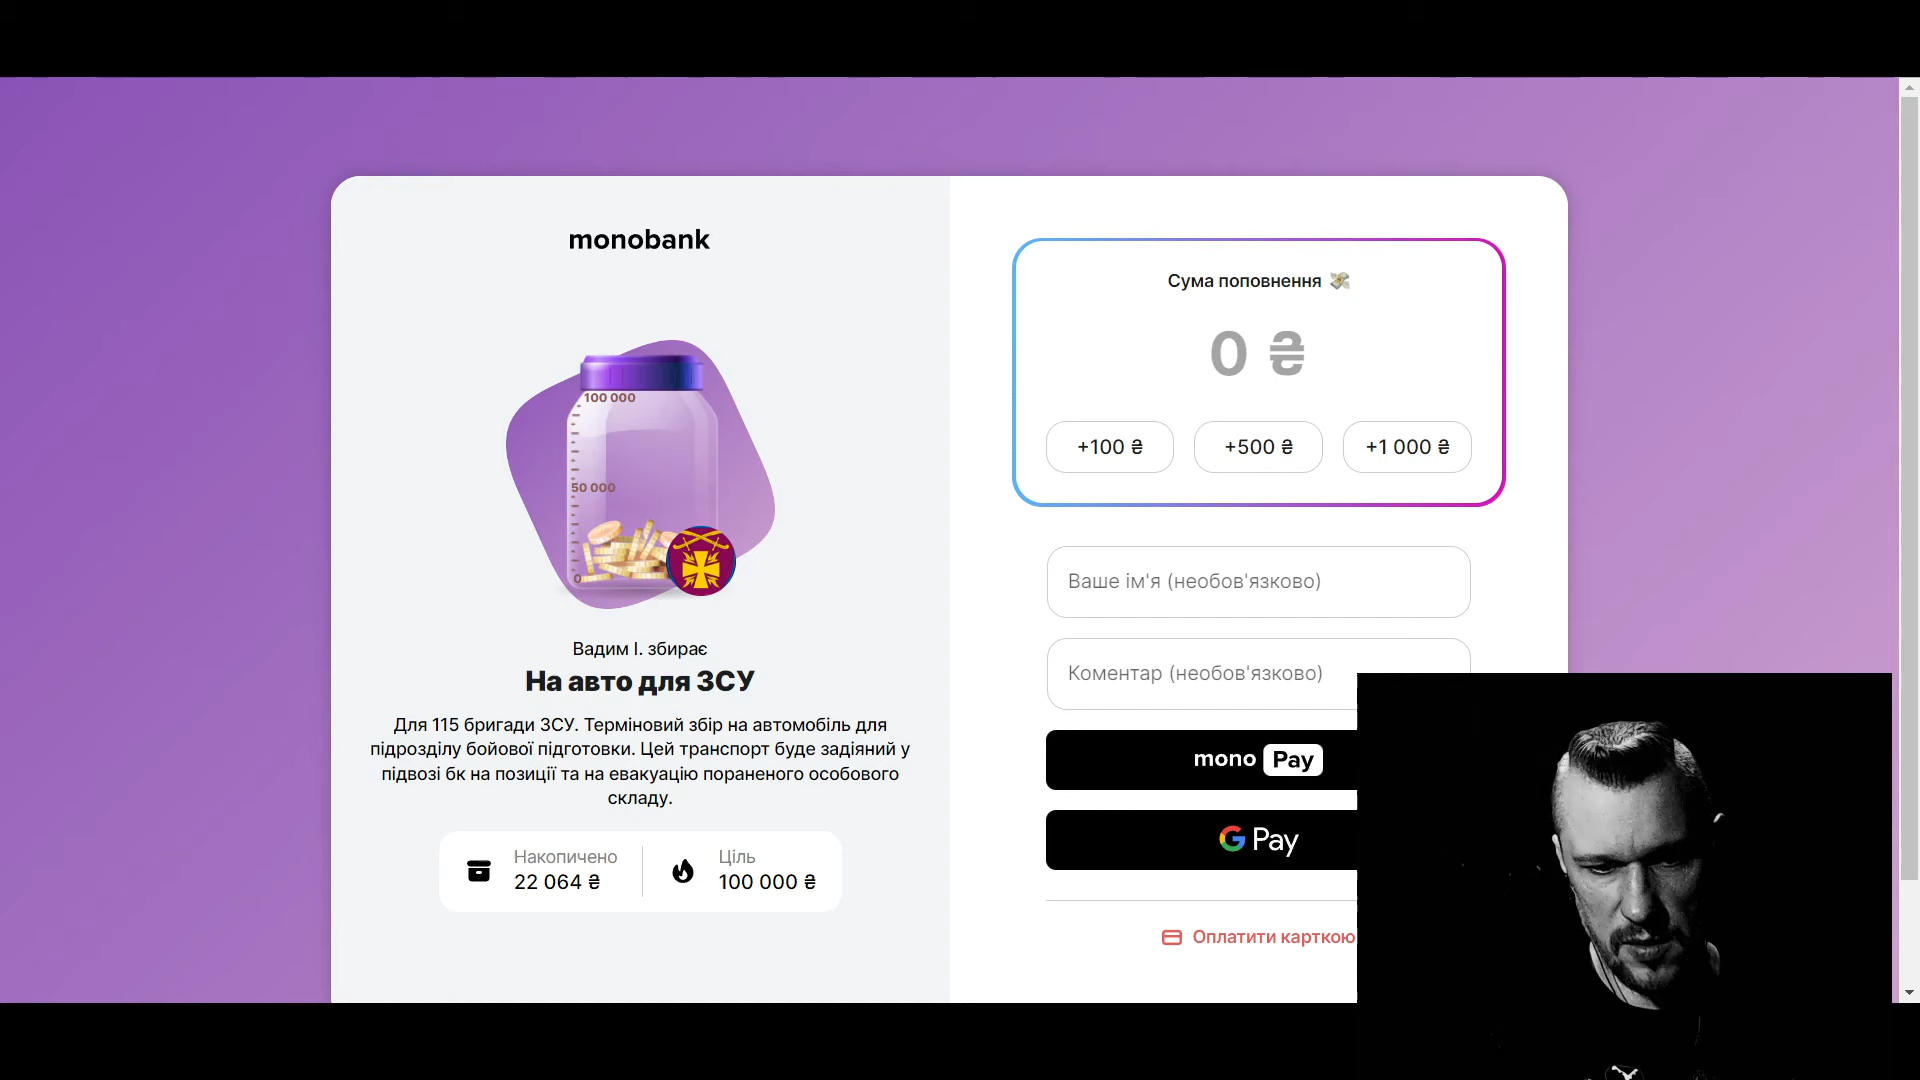 monobank
100 000
50 000
0
Вадим І. збирає
На авто для ЗСУ
Для 115 бригади ЗСУ. Терміновий збір на автомобіль для
підрозділу бойової підготовки. Цей транспорт буде задіяний у
підвозі бк на позиції та на евакуацію пораненого особового
складу.
Накопичено
22 064 ₴
Ціль
100 000 ₴
Сума поповнення
0 ₴
+100 ₴
+500 ₴
+1 000 ₴
Ваше ім'я (необов'язково)
Коментар (необов'язково)
mono Pay
G Pay
Оплатити карткою